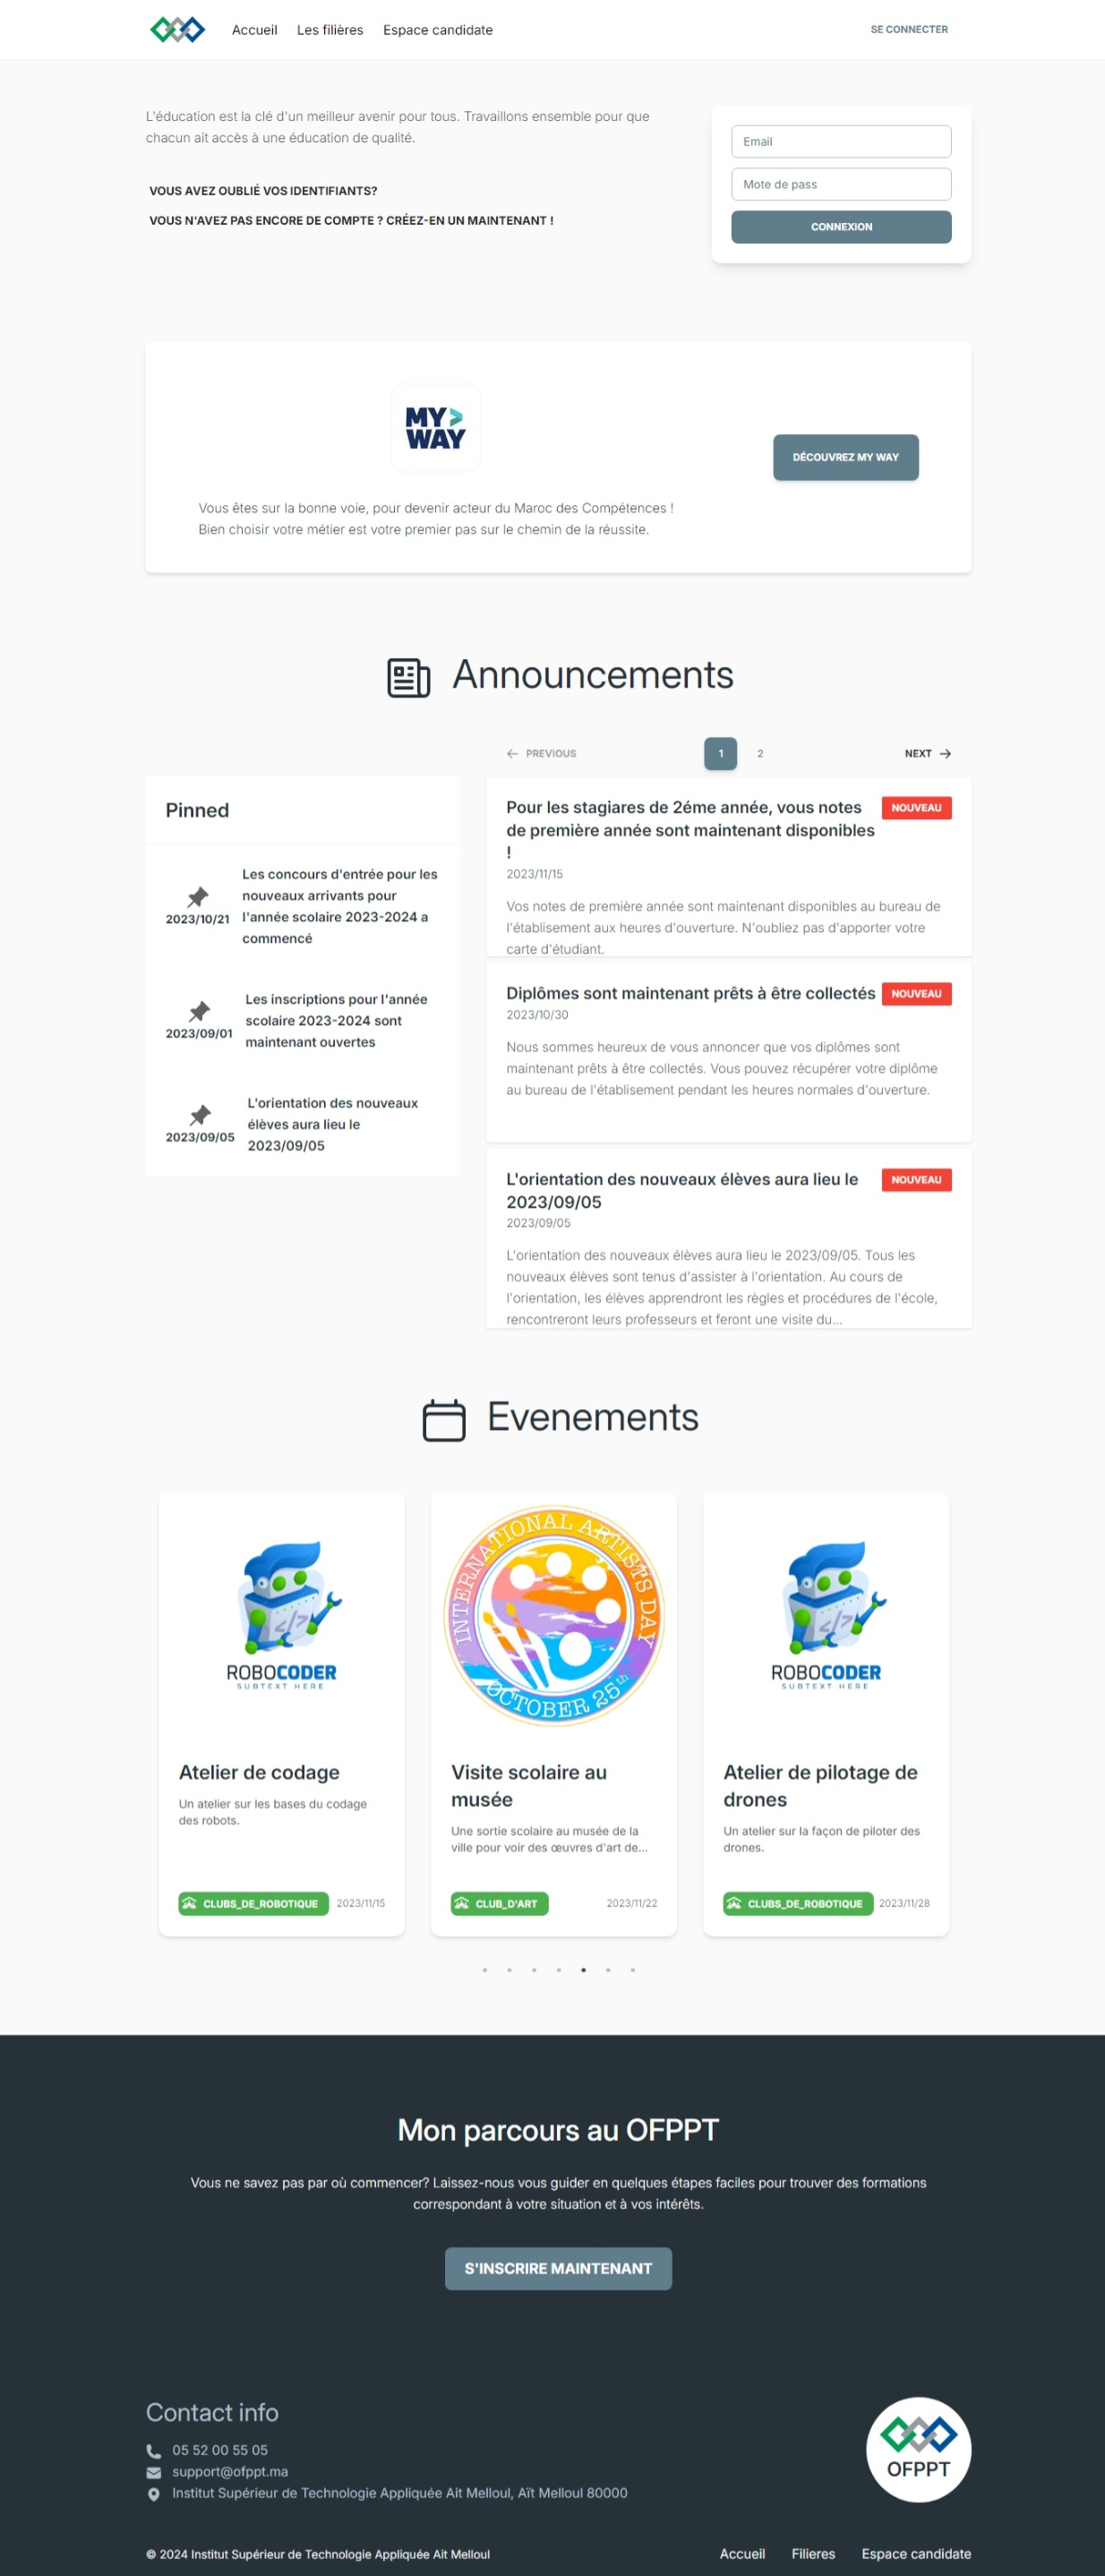 Accueil
Les filières
Espace candidate
SE CONNECTER
L'éducation est la clé d'un meilleur avenir pour tous. Travaillons ensemble pour que
chacun ait accès à une éducation de qualité.
VOUS AVEZ OUBLIÉ VOS IDENTIFIANTS?
VOUS N'AVEZ PAS ENCORE DE COMPTE ? CRÉEZ-EN UN MAINTENANT !
Email
Mote de pass
CONNEXION
MY
WAY
Vous êtes sur la bonne voie, pour devenir acteur du Maroc des Compétences !
Bien choisir votre métier est votre premier pas sur le chemin de la réussite.
DÉCOUVREZ MY WAY
Announcements
PREVIOUS
1
2
NEXT
Pinned
2023/10/21
Les concours d'entrée pour les
nouveaux arrivants pour
l'année scolaire 2023-2024 a
commencé
2023/09/01
Les inscriptions pour l'année
scolaire 2023-2024 sont
maintenant ouvertes
2023/09/05
L'orientation des nouveaux
élèves aura lieu le
2023/09/05
Pour les stagiares de 2éme année, vous notes
de première année sont maintenant disponibles
!
NOUVEAU
2023/11/15
Vos notes de première année sont maintenant disponibles au bureau de
l'établisement aux heures d'ouverture. N'oubliez pas d'apporter votre
carte d'étudiant.
Diplômes sont maintenant prêts à être collectés
NOUVEAU
2023/10/30
Nous sommes heureux de vous annoncer que vos diplômes sont
maintenant prêts à être collectés. Vous pouvez récupérer votre diplôme
au bureau de l'établisement pendant les heures normales d'ouverture.
L'orientation des nouveaux élèves aura lieu le
2023/09/05
NOUVEAU
2023/09/05
L'orientation des nouveaux élèves aura lieu le 2023/09/05. Tous les
nouveaux élèves sont tenus d'assister à l'orientation. Au cours de
l'orientation, les élèves apprendront les règles et procédures de l'école,
rencontreront leurs professeurs et feront une visite du...
Evenements
</>
ROBOCODER
SUBTEXT HERE
Atelier de codage
Un atelier sur les bases du codage
des robots.
CLUBS_DE_ROBOTIQUE
2023/11/15
INTERNATIONAL ARTISTS DAY
OCTOBER 25th
Visite scolaire au
musée
Une sortie scolaire au musée de la
ville pour voir des œuvres d'art de...
CLUB_D'ART
2023/11/22
</>
ROBOCODER
SUBTEXT HERE
Atelier de pilotage de
drones
Un atelier sur la façon de piloter des
drones.
CLUBS_DE_ROBOTIQUE
2023/11/28
Mon parcours au OFPPT
Vous ne savez pas par où commencer? Laissez-nous vous guider en quelques étapes faciles pour trouver des formations
correspondant à votre situation et à vos intérêts.
S'INSCRIRE MAINTENANT
Contact info
05 52 00 55 05
support@ofppt.ma
Institut Supérieur de Technologie Appliquée Ait Melloul, Aït Melloul 80000
OFPPT
© 2024 Institut Supérieur de Technologie Appliquée Ait Melloul
Accueil
Filieres
Espace candidate